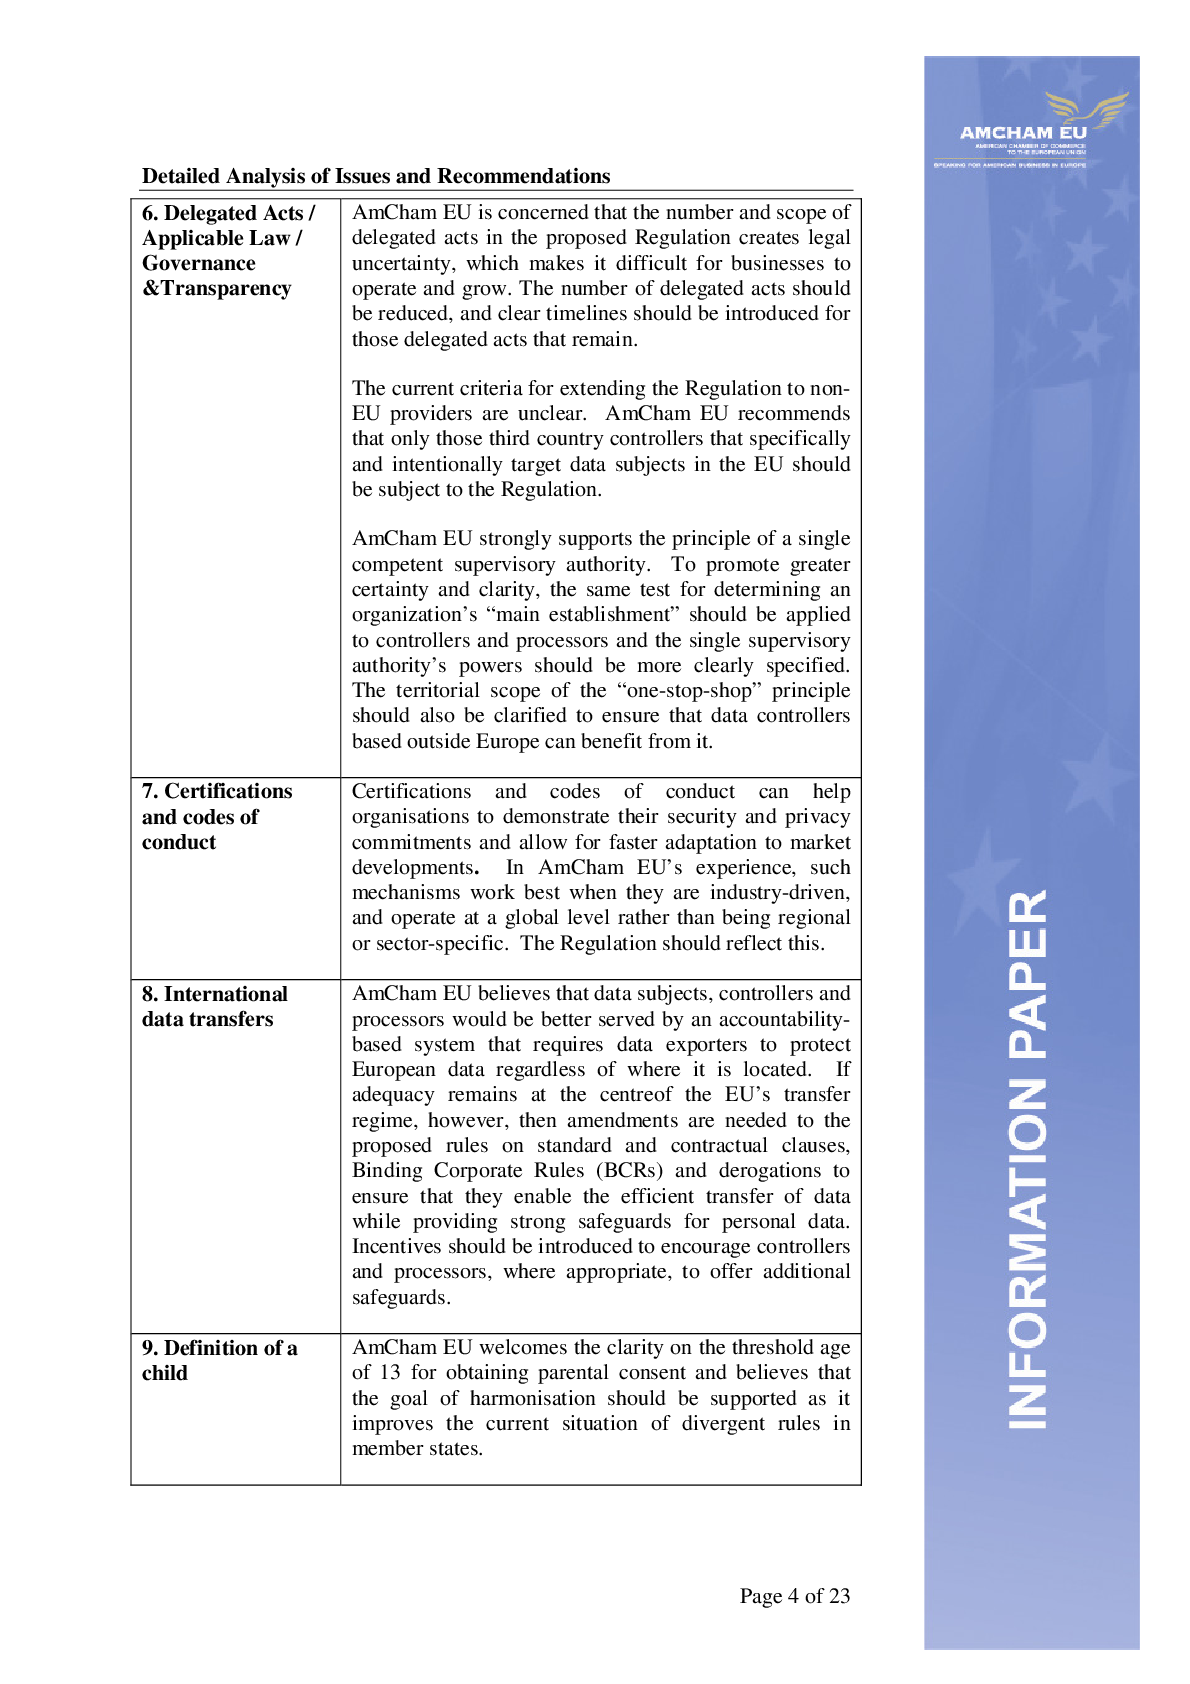 AMCHAM EU
AMERICAN CHAMBER OF COMMERCE
TO THE EUROPEAN UNION
SPEAKING FOR AMERICAN BUSINESS IN EUROPE
Detailed Analysis of Issues and Recommendations
6. Delegated Acts /
Applicable Law /
Governance
&Transparency
AmCham EU is concerned that the number and scope of
delegated acts in the proposed Regulation creates legal
uncertainty, which makes it difficult for businesses to
operate and grow. The number of delegated acts should
be reduced, and clear timelines should be introduced for
those delegated acts that remain.
The current criteria for extending the Regulation to non-
EU providers are unclear.  AmCham EU recommends
that only those third country controllers that specifically
and intentionally target data subjects in the EU should
be subject to the Regulation.
AmCham EU strongly supports the principle of a single
competent supervisory authority.  To promote greater
certainty and clarity, the same test for determining an
organization’s “main establishment” should be applied
to controllers and processors and the single supervisory
authority’s powers should be more clearly specified.
The territorial scope of the “one-stop-shop” principle
should also be clarified to ensure that data controllers
based outside Europe can benefit from it.
7. Certifications
and codes of
conduct
Certifications and codes of conduct can help
organisations to demonstrate their security and privacy
commitments and allow for faster adaptation to market
developments.  In AmCham EU’s experience, such
mechanisms work best when they are industry-driven,
and operate at a global level rather than being regional
or sector-specific.  The Regulation should reflect this.
8. International
data transfers
AmCham EU believes that data subjects, controllers and
processors would be better served by an accountability-
based system that requires data exporters to protect
European data regardless of where it is located.  If
adequacy remains at the centreof the EU’s transfer
regime, however, then amendments are needed to the
proposed rules on standard and contractual clauses,
Binding Corporate Rules (BCRs) and derogations to
ensure that they enable the efficient transfer of data
while providing strong safeguards for personal data.
Incentives should be introduced to encourage controllers
and processors, where appropriate, to offer additional
safeguards.
9. Definition of a
child
AmCham EU welcomes the clarity on the threshold age
of 13 for obtaining parental consent and believes that
the goal of harmonisation should be supported as it
improves the current situation of divergent rules in
member states.
INFORMATION PAPER
Page 4 of 23